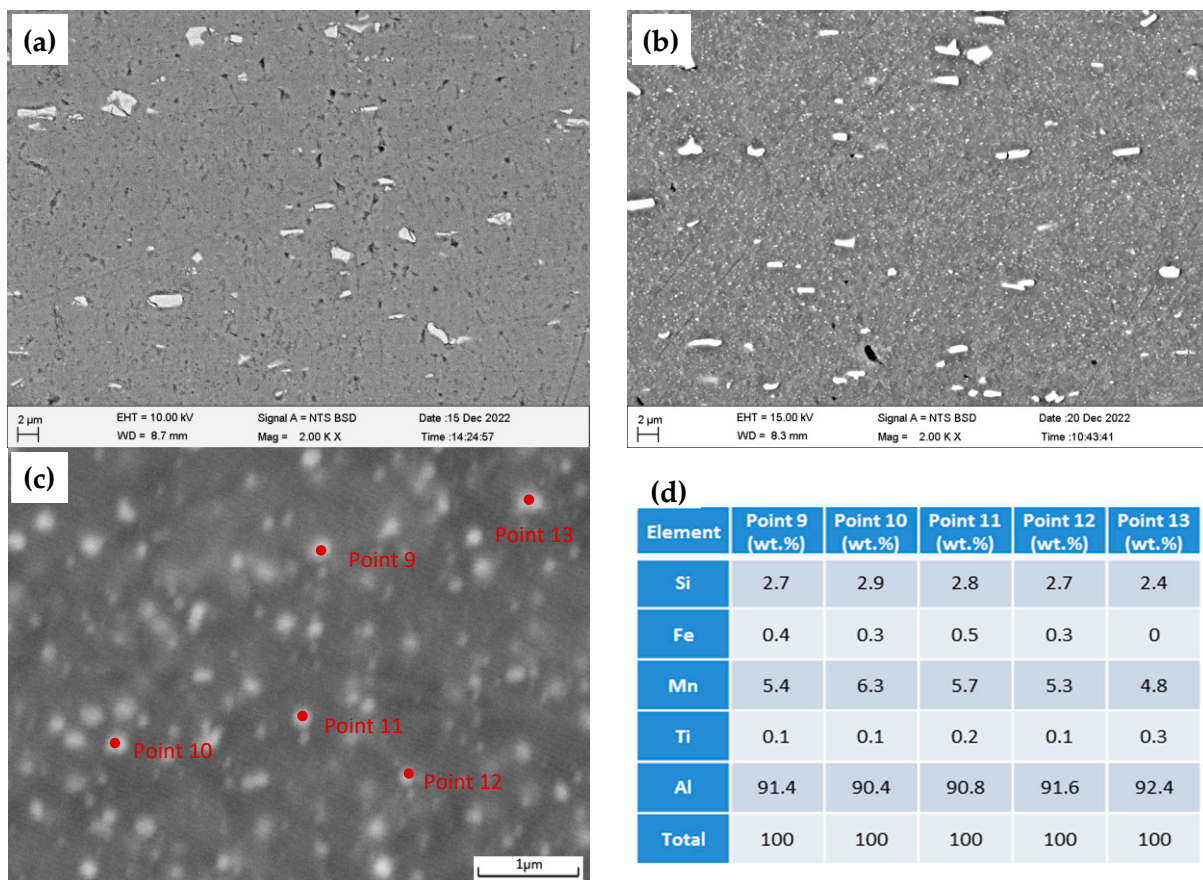 (a)
2 µm
EHT = 10.00 kV
Signal A = NTS BSD
Date :15 Dec 2022
WD = 8.7 mm
Mag = 2.00 K X
Time :14:24:57
(b)
2 µm
EHT = 15.00 kV
Signal A = NTS BSD
Date :20 Dec 2022
WD = 8.3 mm
Mag = 2.00 K X
Time :10:43:41
(c)
Point 13
Point 9
Point 11
Point 10
Point 12
1µm
(d)
Element Point 9 (wt.%) Point 10 (wt.%) Point 11 (wt.%) Point 12 (wt.%) Point 13 (wt.%)
Si 2.7 2.9 2.8 2.7 2.4
Fe 0.4 0.3 0.5 0.3 0
Mn 5.4 6.3 5.7 5.3 4.8
Ti 0.1 0.1 0.2 0.1 0.3
Al 91.4 90.4 90.8 91.6 92.4
Total 100 100 100 100 100